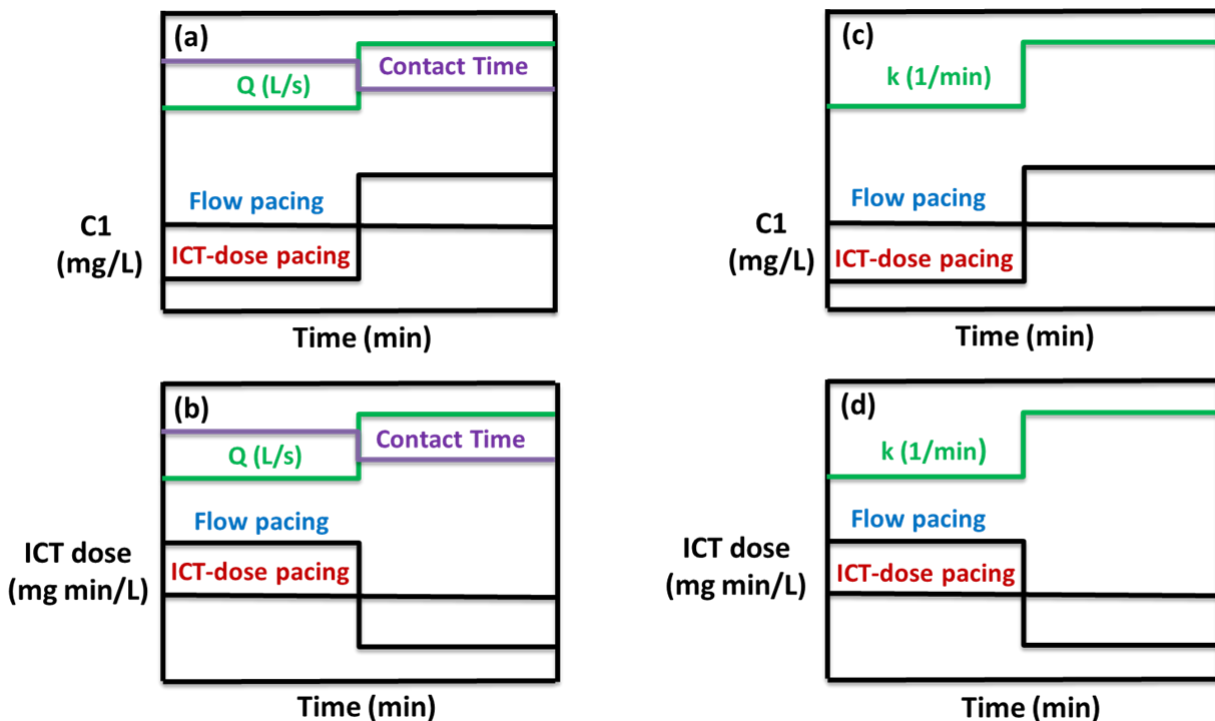 (a)
Q (L/s)
Contact Time
Flow pacing
ICT-dose pacing
C1
(mg/L)
Time (min)
(c)
k (1/min)
Flow pacing
ICT-dose pacing
C1
(mg/L)
Time (min)
(b)
Q (L/s)
Contact Time
Flow pacing
ICT-dose pacing
ICT dose
(mg min/L)
Time (min)
(d)
k (1/min)
Flow pacing
ICT-dose pacing
ICT dose
(mg min/L)
Time (min)